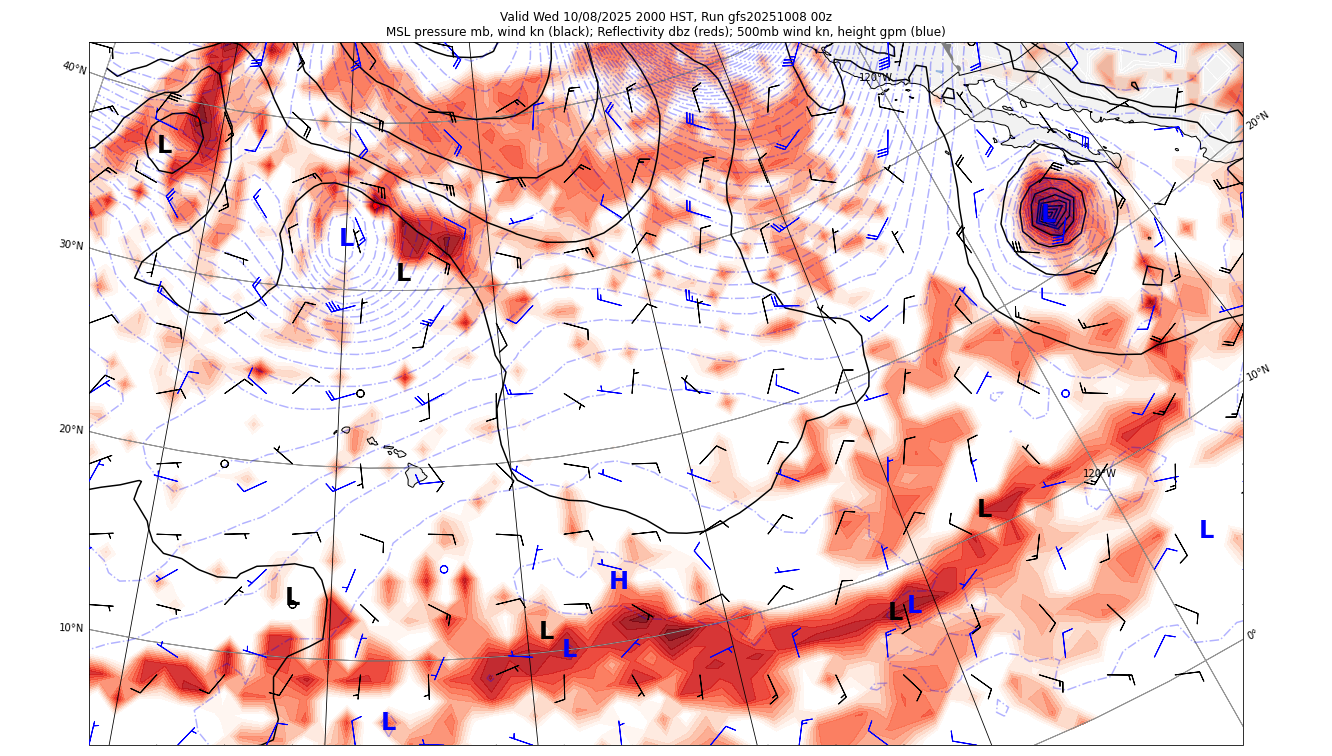 Valid Wed 10/08/2025 2000 HST, Run gfs20251008 00z
MSL pressure mb, wind kn (black); Reflectivity dbz (reds); 500mb wind kn, height gpm (blue)
40°N
120°W
20°N
L
L
30°N
L
L
10°N
20°N
120°W
L
L
H
L
L
L
L
10°N
L
0°
L